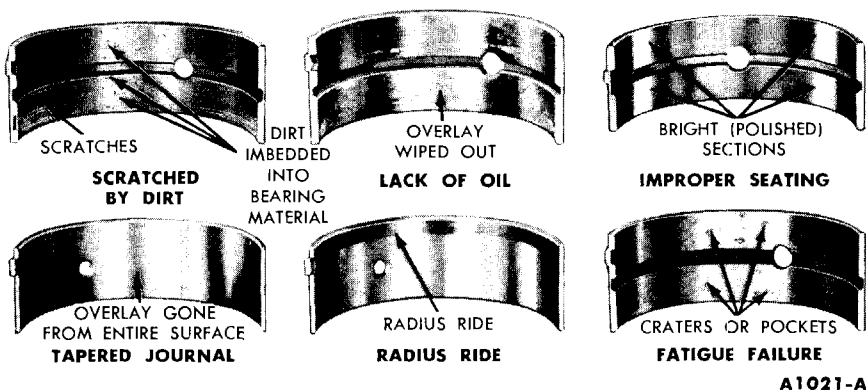 SCRATCHES
SCRATCHED
BY DIRT
DIRT
IMBEDDED
INTO
BEARING
MATERIAL
OVERLAY
WIPED OUT
LACK OF OIL
BRIGHT (POLISHED)
SECTIONS
IMPROPER SEATING
OVERLAY GONE
FROM ENTIRE SURFACE
TAPERED JOURNAL
RADIUS RIDE
RADIUS RIDE
CRATERS OR POCKETS
FATIGUE FAILURE
A1021-A